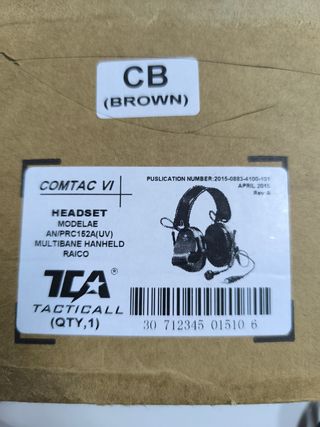 CB
(BROWN)
COMTAC VI
PUSLICATION NUMBER:2015-0883-4100-101
APRIL 2015
Rev:A
HEADSET
MODELAE
AN/PRC152A(UV)
MULTIBANE HANHELD
RAICO
TCA®
TACTICALL
(QTY,1)
30 712345 01510 6